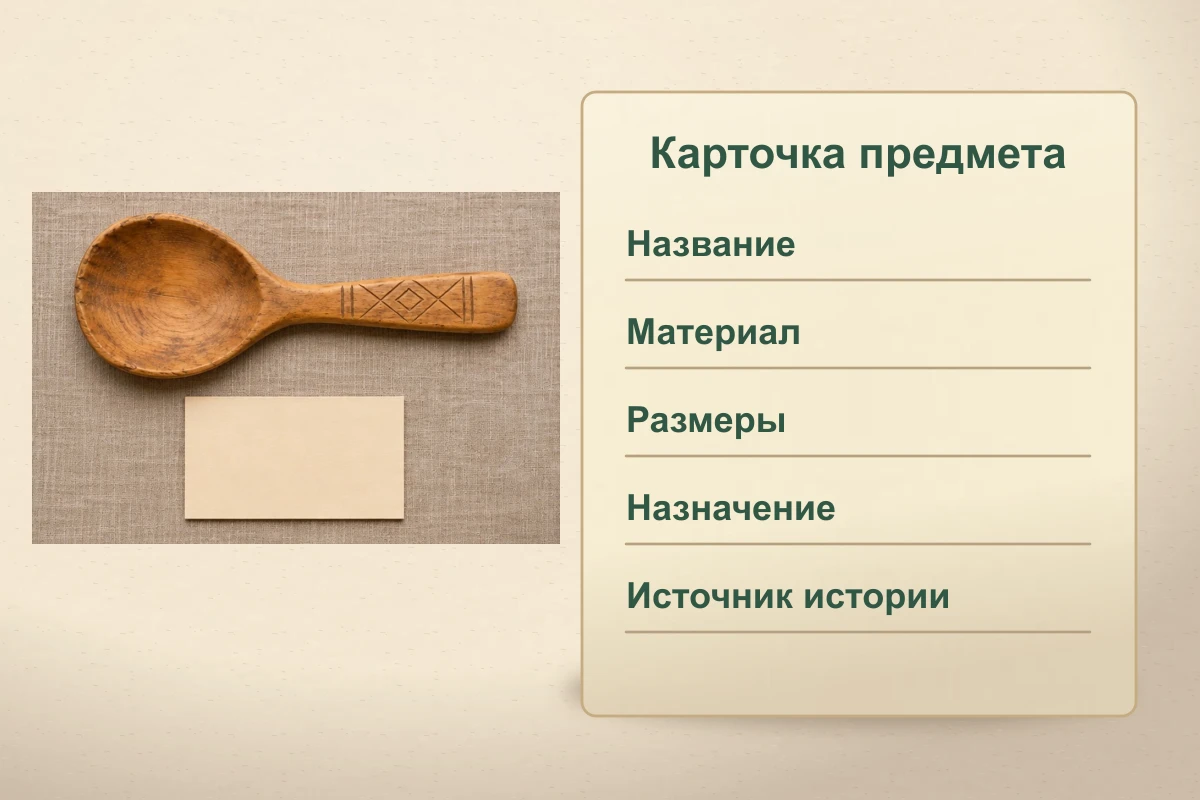 Карточка предмета
Название
Материал
Размеры
Назначение
Источник истории